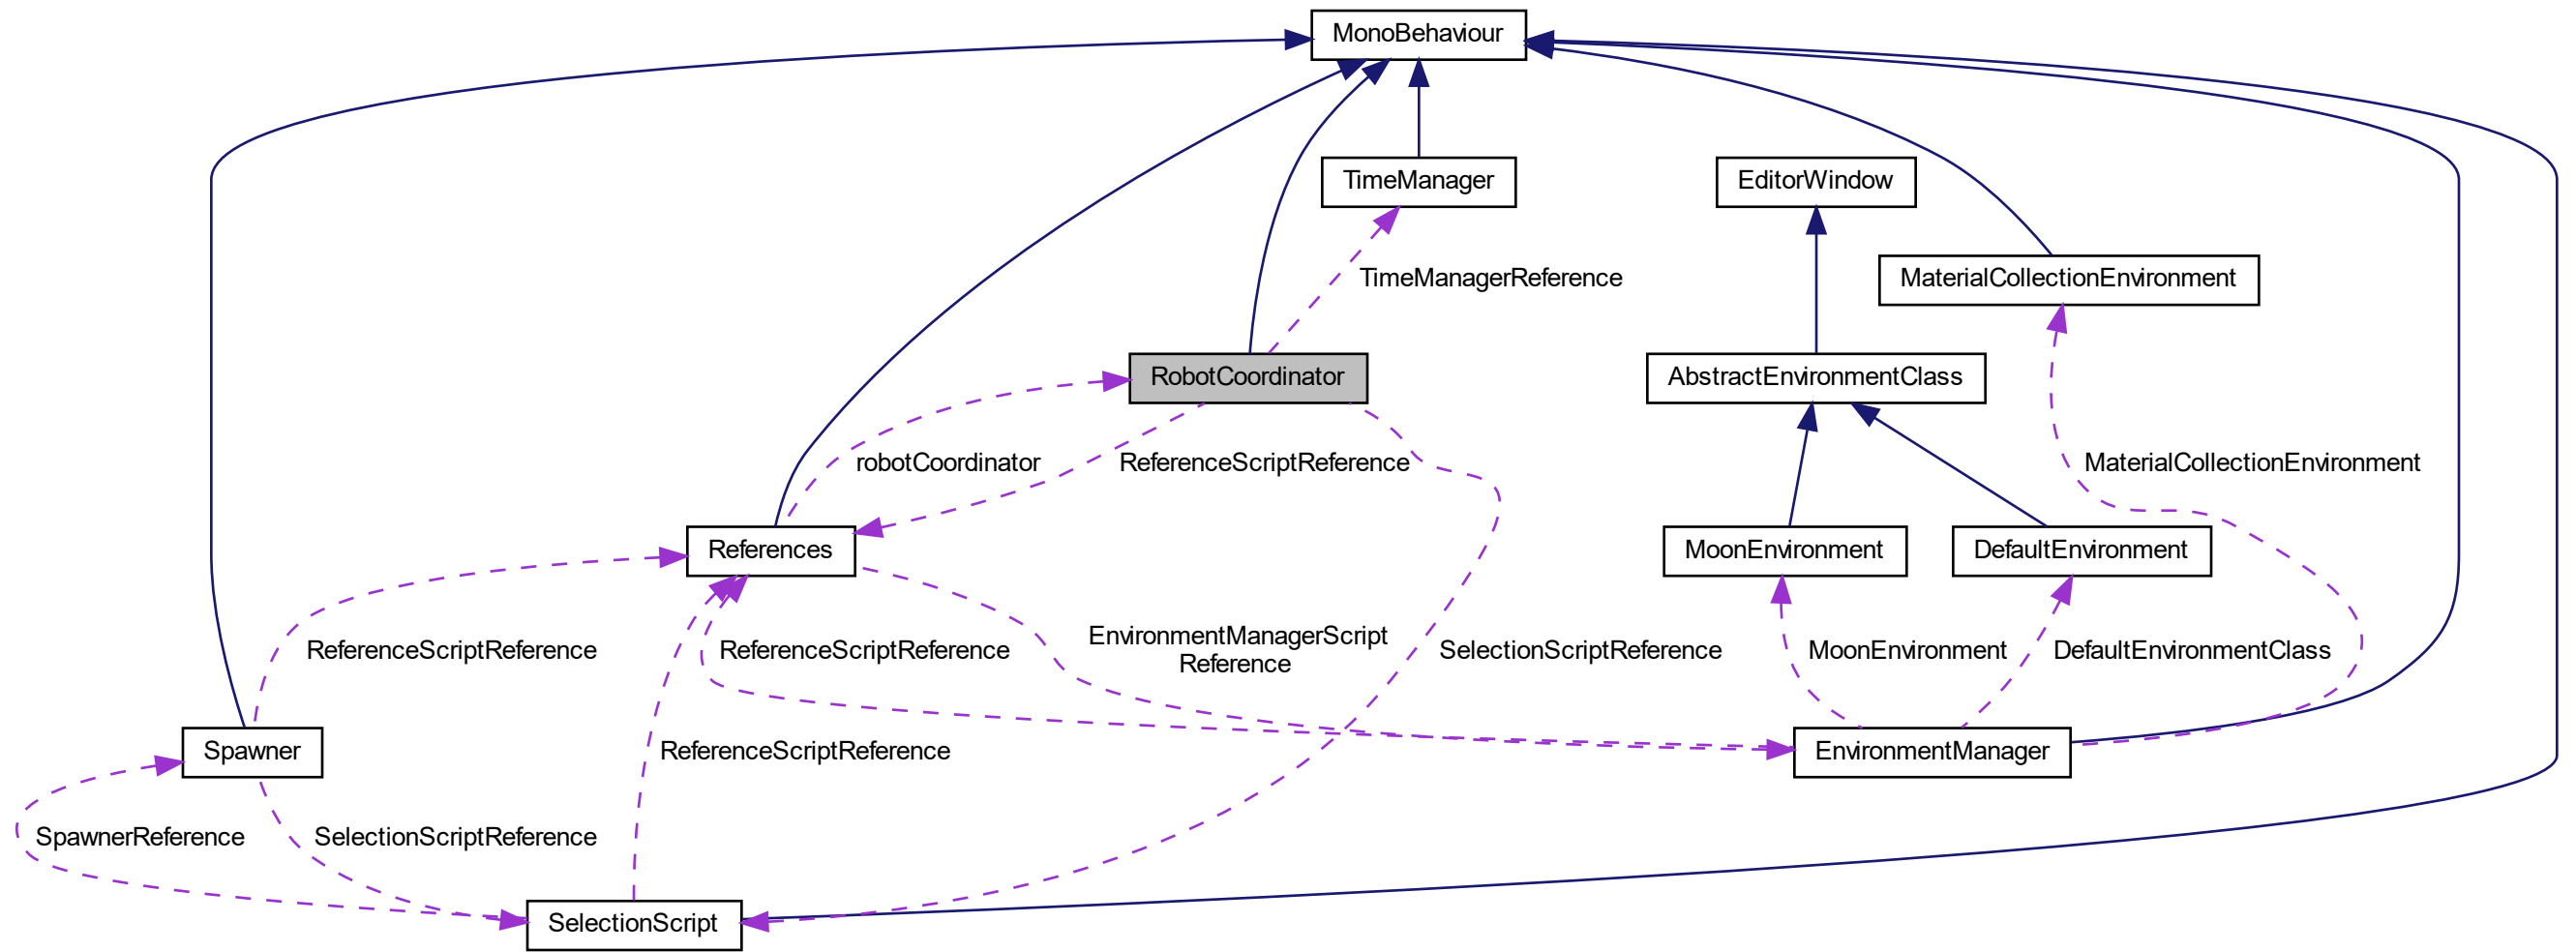 MonoBehaviour
TimeManager
EditorWindow
TimeManagerReference
MaterialCollectionEnvironment
RobotCoordinator
AbstractEnvironmentClass
robotCoordinator
ReferenceScriptReference
MaterialCollectionEnvironment
References
MoonEnvironment
DefaultEnvironment
ReferenceScriptReference
ReferenceScriptReference
EnvironmentManagerScript
Reference
SelectionScriptReference
MoonEnvironment
DefaultEnvironmentClass
Spawner
ReferenceScriptReference
EnvironmentManager
SpawnerReference
SelectionScriptReference
SelectionScript